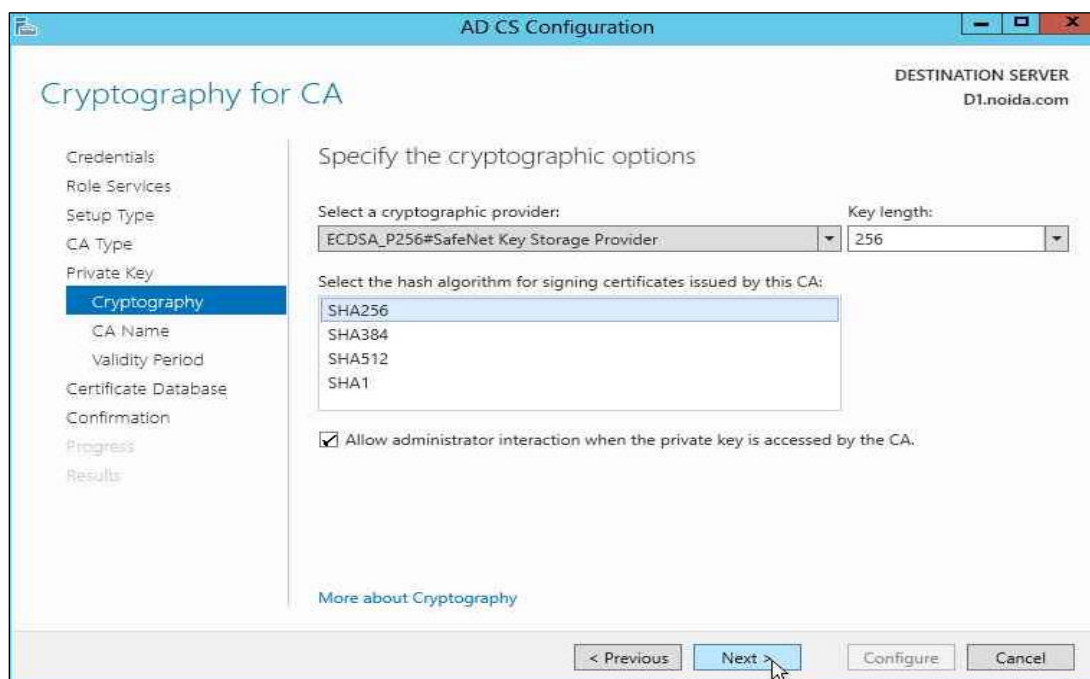 AD CS Configuration
Cryptography for CA
DESTINATION SERVER
D1.noida.com
Credentials
Role Services
Setup Type
CA Type
Private Key
Cryptography
CA Name
Validity Period
Certificate Database
Confirmation
Progress
Results
Specify the cryptographic options
Select a cryptographic provider:
Key length:
ECDSA_P256#SafeNet Key Storage Provider
256
Select the hash algorithm for signing certificates issued by this CA:
SHA256
SHA384
SHA512
SHA1
Allow administrator interaction when the private key is accessed by the CA.
More about Cryptography
< Previous
Next >
Configure
Cancel